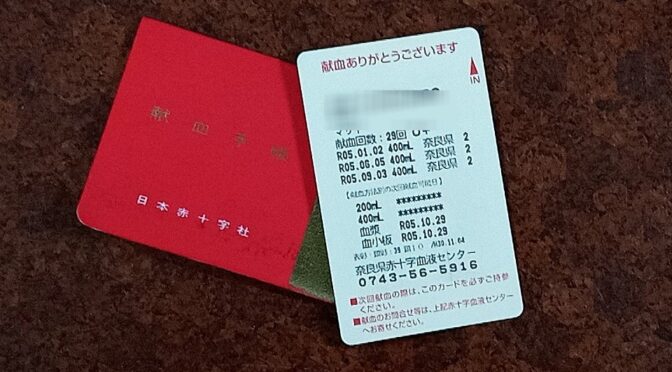 献血手帳
日本赤十字社
献血ありがとうございます
IN
献血回数:29回
R05.01.02 400mL 奈良県 2
R05.06.05 400mL 奈良県 2
R05.09.03 400mL 奈良県 2
200mL *********
400mL *********
血漿 R05.10.29
血小板 R05.10.29
奈良県赤十字血液センター
0743-56-5916
■次回献血の際は、このカードを必ずご持参
ください。
■献血のお問合せ等は、上記赤十字血液センター
へお寄せください。